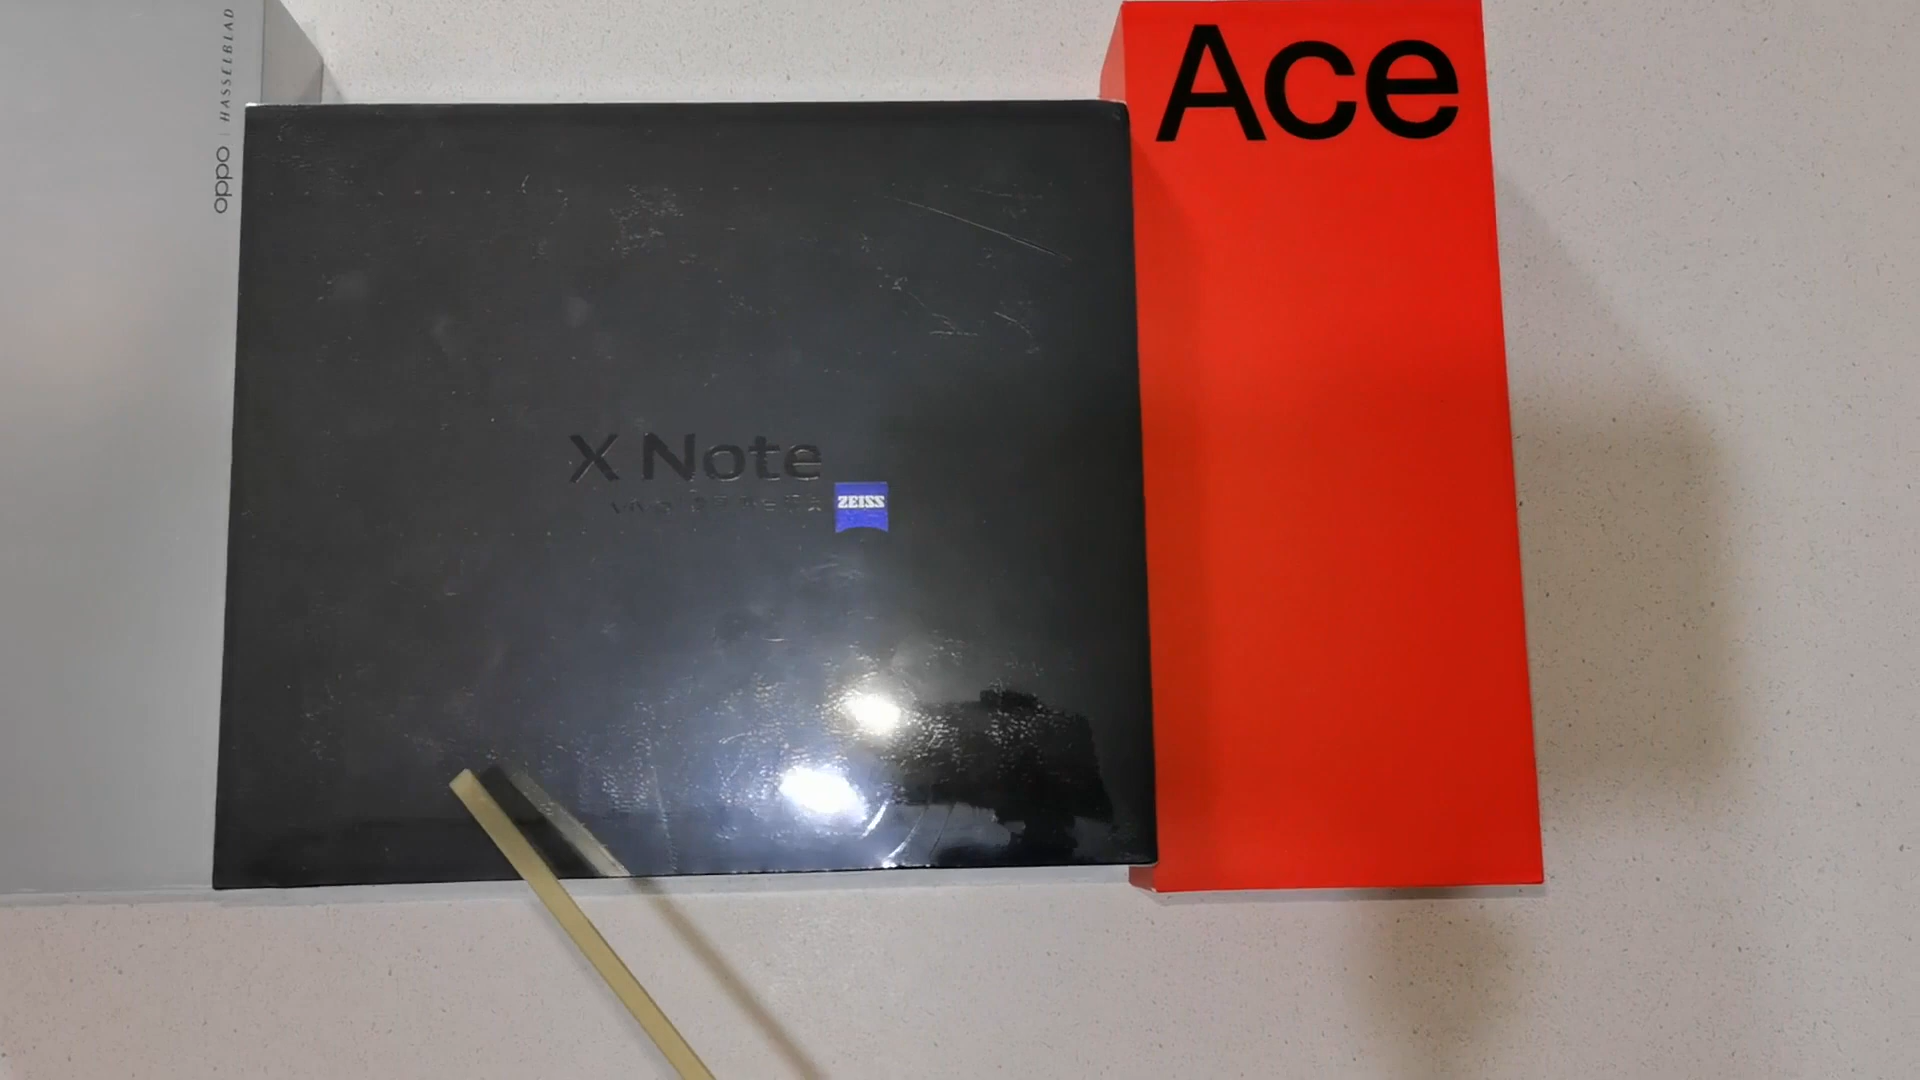 oppo | HASSELBLAD
X Note
ZEISS
Ace